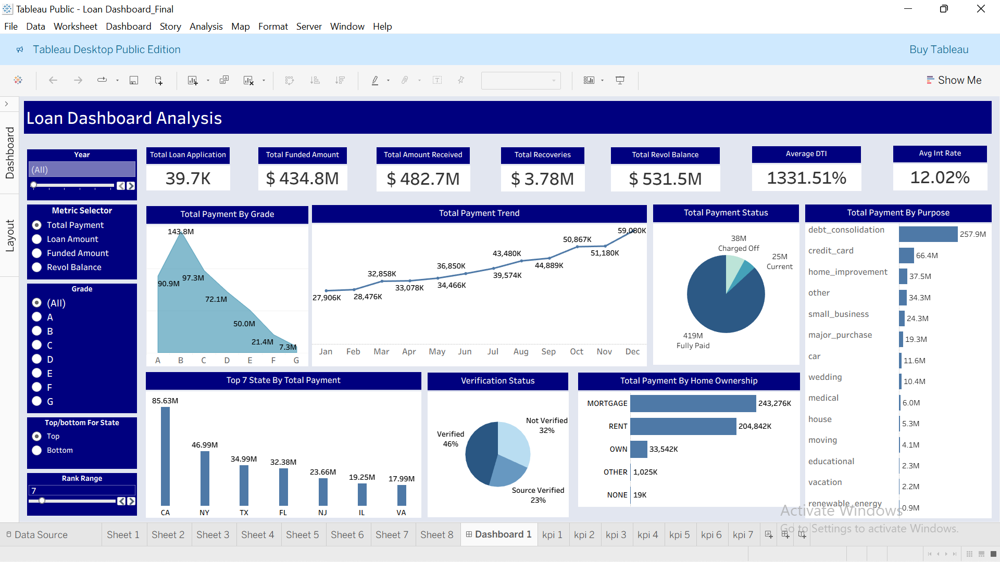 Tableau Public - Loan Dashboard_Final
File Data Worksheet Dashboard Story Analysis Map Format Server Window Help
Tableau Desktop Public Edition
Buy Tableau
Show Me
Dashboard
Layout
Loan Dashboard Analysis
Year
(All)
Metric Selector
Total Payment
Loan Amount
Funded Amount
Revol Balance
Grade
(All)
A
B
C
D
E
F
G
Top/bottom For State
Top
Bottom
Rank Range
7
Total Loan Application
39.7K
Total Funded Amount
$ 434.8M
Total Amount Received
$ 482.7M
Total Recoveries
$ 3.78M
Total Revol Balance
$ 531.5M
Average DTI
1331.51%
Avg Int Rate
12.02%
Total Payment By Grade
143.8M
90.9M
97.3M
72.1M
50.0M
21.4M
7.3M
A B C D E F G
Total Payment Trend
27,906K
28,476K
32,858K
33,078K
34,466K
36,850K
39,574K
43,480K
44,889K
50,867K
51,180K
59,080K
Jan Feb Mar Apr May Jun Jul Aug Sep Oct Nov Dec
Total Payment Status
38M
Charged Off
25M
Current
419M
Fully Paid
Total Payment By Purpose
debt_consolidation 257.9M
credit_card 66.4M
home_improvement 37.5M
other 34.3M
small_business 24.3M
major_purchase 19.3M
car 11.6M
wedding 10.4M
medical 6.0M
house 5.3M
moving 4.1M
educational 2.3M
vacation 2.2M
renewable_energy 0.9M
Top 7 State By Total Payment
85.63M
46.99M
34.99M
32.38M
23.66M
19.25M
17.99M
CA NY TX FL NJ IL VA
Verification Status
Not Verified
32%
Verified
46%
Source Verified
23%
Total Payment By Home Ownership
MORTGAGE 243,276K
RENT 204,842K
OWN 33,542K
OTHER 1,025K
NONE 19K
Activate Windows
Go to Settings to activate Windows.
Data Source Sheet 1 Sheet 2 Sheet 3 Sheet 4 Sheet 5 Sheet 6 Sheet 7 Sheet 8 Dashboard 1 kpi 1 kpi 2 kpi 3 kpi 4 kpi 5 kpi 6 kpi 7